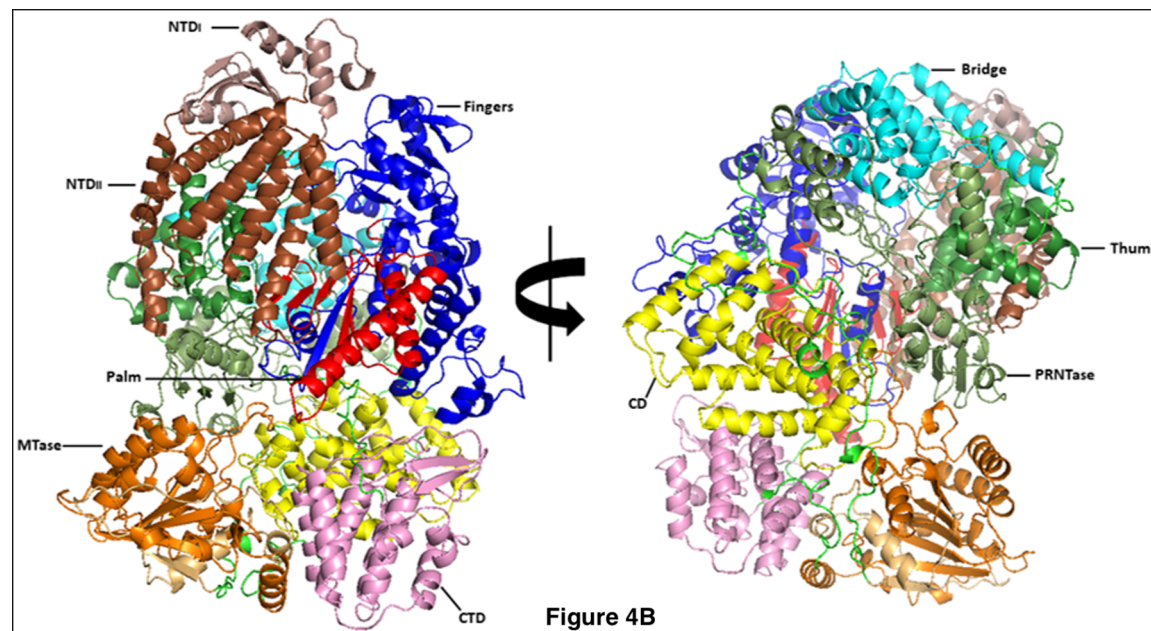 NTDI
Fingers
NTDII
Palm
MTase
CTD
Bridge
Thum
PRNTase
CD
Figure 4B